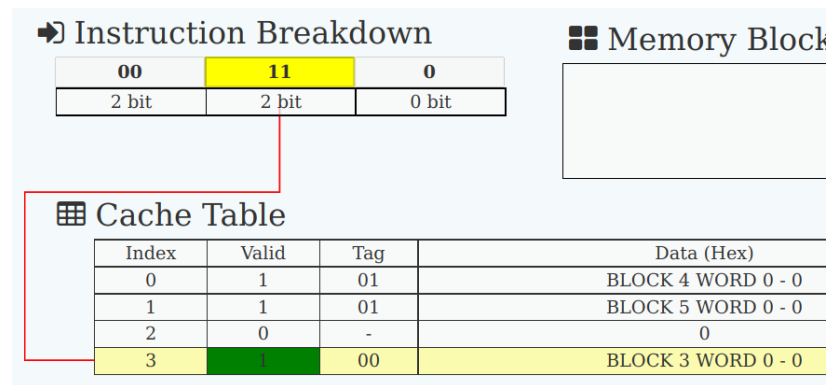 Instruction Breakdown
Memory Block
00 11 0
2 bit 2 bit 0 bit
Cache Table
Index Valid Tag Data (Hex)
0 1 01 BLOCK 4 WORD 0 - 0
1 1 01 BLOCK 5 WORD 0 - 0
2 0 - 0
3 1 00 BLOCK 3 WORD 0 - 0